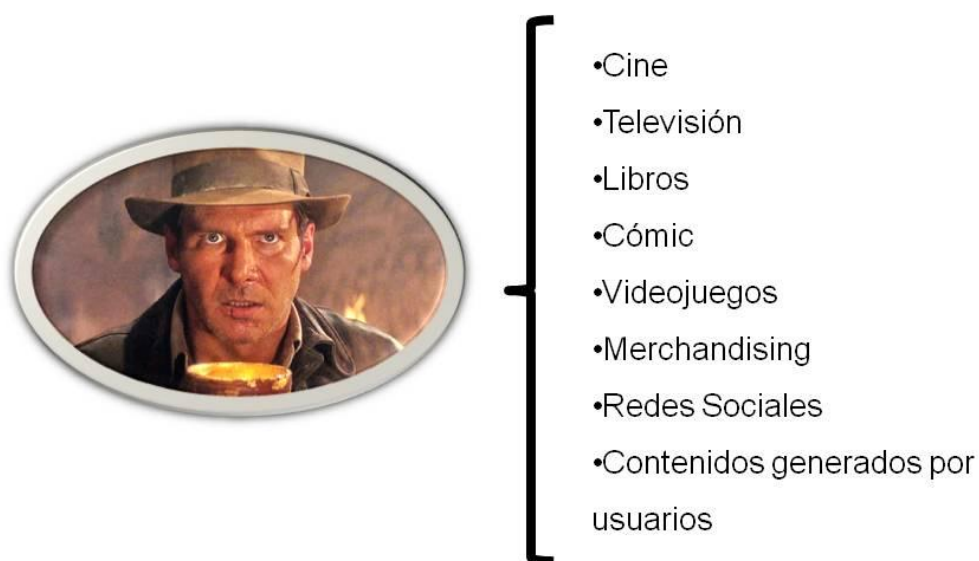 •Cine
•Televisión
•Libros
•Cómic
•Videojuegos
•Merchandising
•Redes Sociales
•Contenidos generados por
usuarios